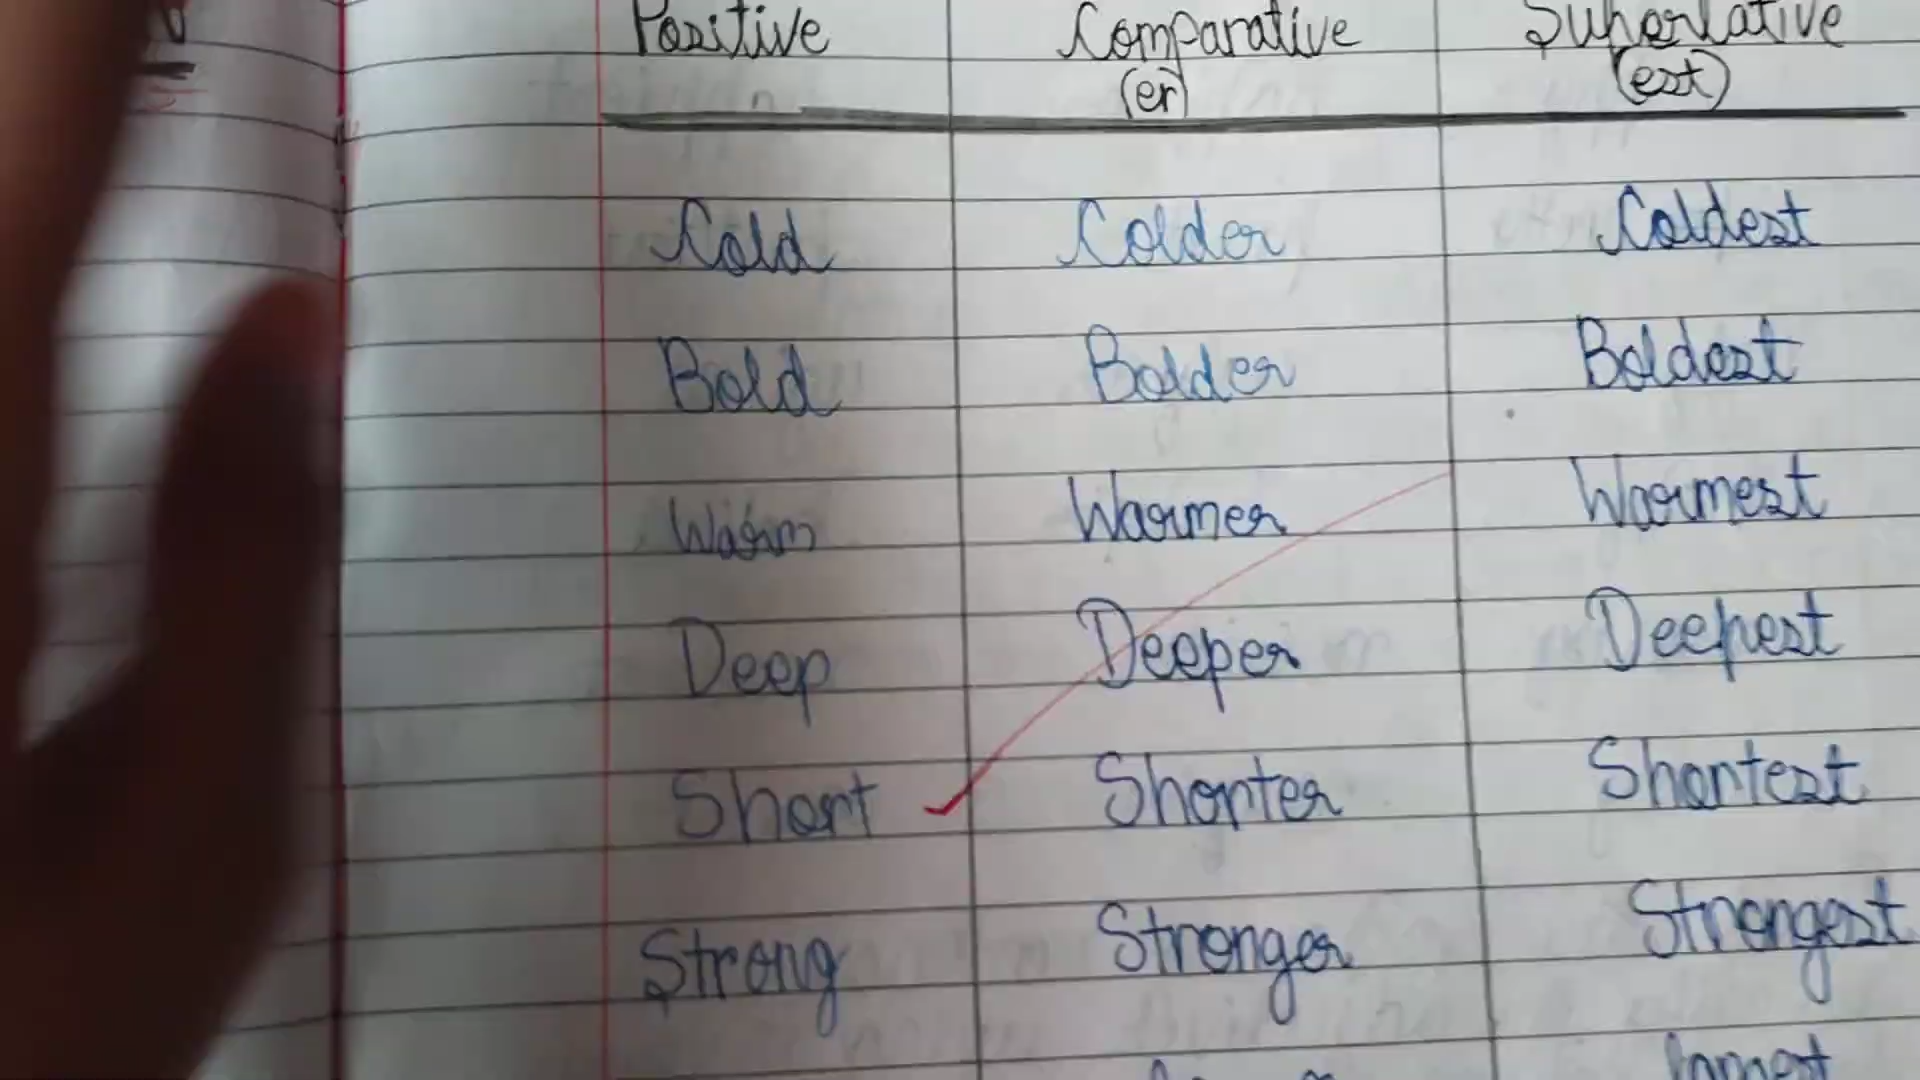 Positive Comparative Superlative
(er) (est)
Cold Colder Coldest
Bold Bolder Boldest
Warm Warmer Warmest
Deep Deeper Deepest
Short Shorter Shortest
Strong Stronger Strongest